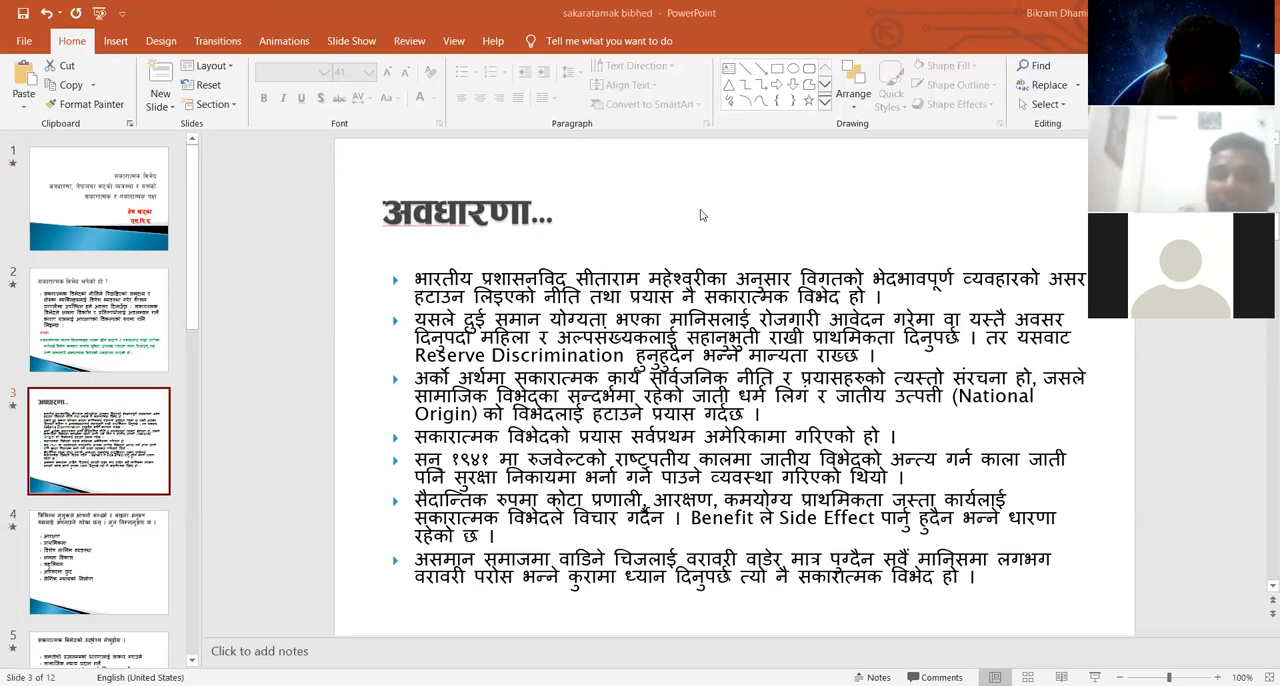 sakaratamak bibhed - PowerPoint
Bikram Dhami
File Home Insert Design Transitions Animations Slide Show Review View Help Tell me what you want to do
Paste
Cut
Copy
Format Painter
Clipboard
New Slide
Layout
Reset
Section
Slides
41
Font
Text Direction
Align Text
Convert to SmartArt
Paragraph
Arrange
Quick Styles
Shape Fill
Shape Outline
Shape Effects
Drawing
Find
Replace
Select
Editing
1
2
3
4
5
अवधारणा...
भारतीय प्रशासनविद् सीताराम महेश्वरीका अनुसार विगतको भेदभावपूर्ण व्यवहारको असर
हटाउन लिइएको नीति तथा प्रयास नै सकारात्मक विभेद हो ।
यसले दुई समान योग्यता भएका मानिसलाई रोजगारी आवेदन गरेमा वा यस्तै अवसर
दिनुपर्दा महिला र अल्पसंख्यकलाई सहानुभुती राखी प्राथमिकता दिनुपर्छ । तर यसवाट
Reserve Discrimination हुनुहुदैन भन्ने मान्यता राख्छ ।
अर्को अर्थमा सकारात्मक कार्य सार्वजनिक नीति र प्रयासहरुको त्यस्तो संरचना हो, जसले
सामाजिक विभेदका सन्दर्भमा रहेको जाती धर्म लिंग र जातीय उत्पत्ती (National
Origin) को विभेदलाई हटाउने प्रयास गर्दछ ।
सकारात्मक विभेदको प्रयास सर्वप्रथम अमेरिकामा गरिएको हो ।
सन् १९४१ मा रुजवेल्टको राष्ट्रपतीय कालमा जातीय विभेदको अन्त्य गर्न काला जाती
पनि सुरक्षा निकायमा भर्ना गर्न पाउने व्यवस्था गरिएको थियो ।
सैदान्तिक रुपमा कोटा प्रणाली, आरक्षण, कमयोग्य प्राथमिकता जस्ता कार्यलाई
सकारात्मक विभेदले विचार गर्दैन । Benefit ले Side Effect पार्नु हुदैन भन्ने धारणा
रहेको छ ।
असमान समाजमा वाडिने चिजलाई वरावरी वाडेर मात्र पुग्दैन सवैं मानिसमा लगभग
वरावरी परोस भन्ने कुरामा ध्यान दिनुपर्छ त्यो नै सकारात्मक विभेद हो ।
Click to add notes
Slide 3 of 12 English (United States) Notes Comments 100%